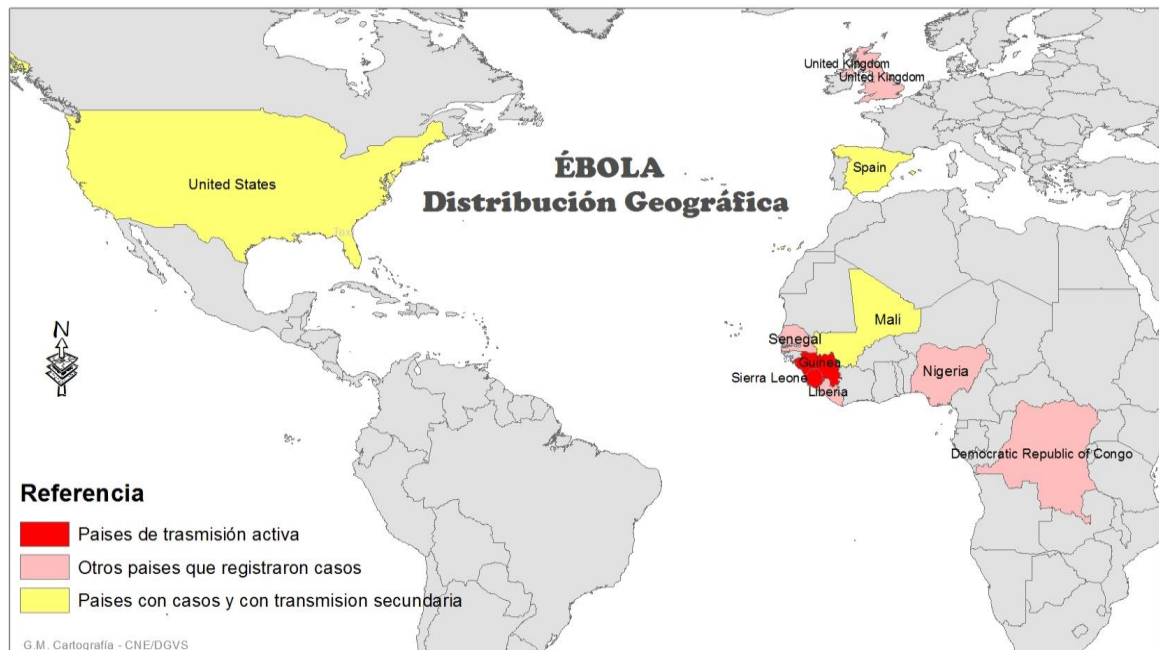 United Kingdom
United Kingdom
ÉBOLA
Distribución Geográfica
Spain
United States
Tex
N
Mali
Senegal
Guinea
Nigeria
Sierra Leone
Liberia
Democratic Republic of Congo
Referencia
Paises de trasmisión activa
Otros paises que registraron casos
Paises con casos y con transmision secundaria
G.M. Cartografía - CNE/DGVS